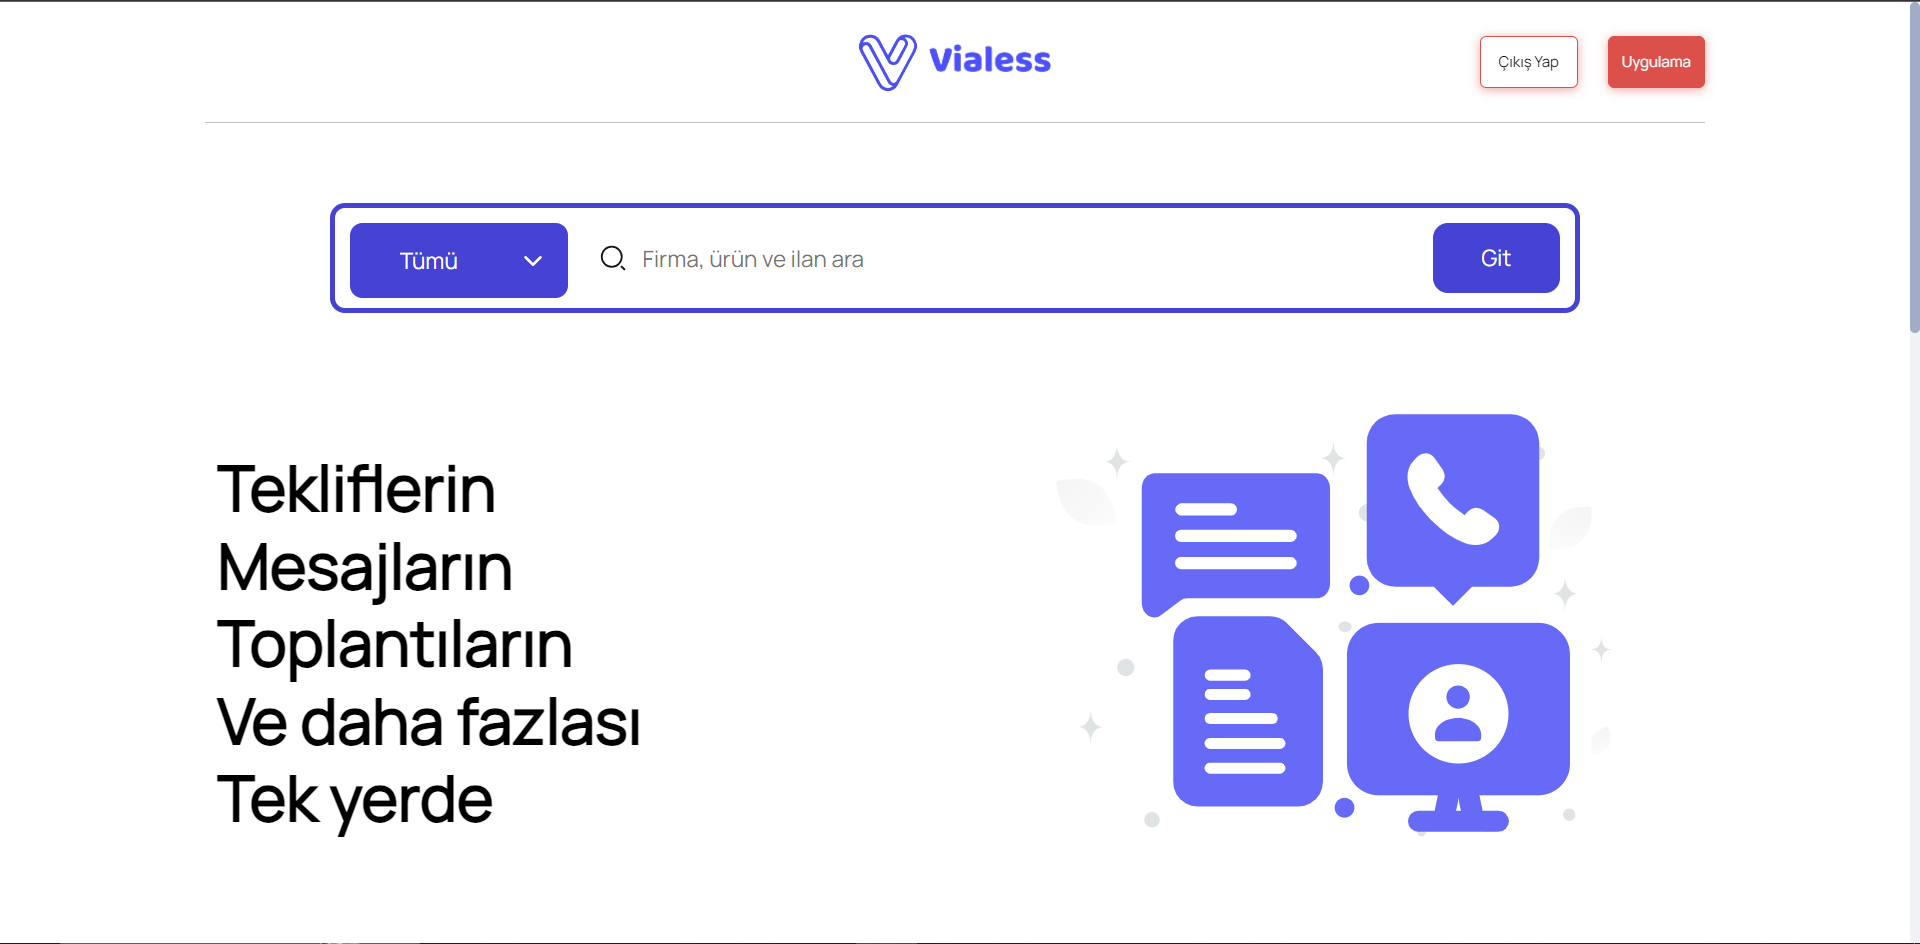 Vialess
Çıkış Yap
Uygulama
Tümü
Firma, ürün ve ilan ara
Git
Tekliflerin
Mesajların
Toplantıların
Ve daha fazlası
Tek yerde